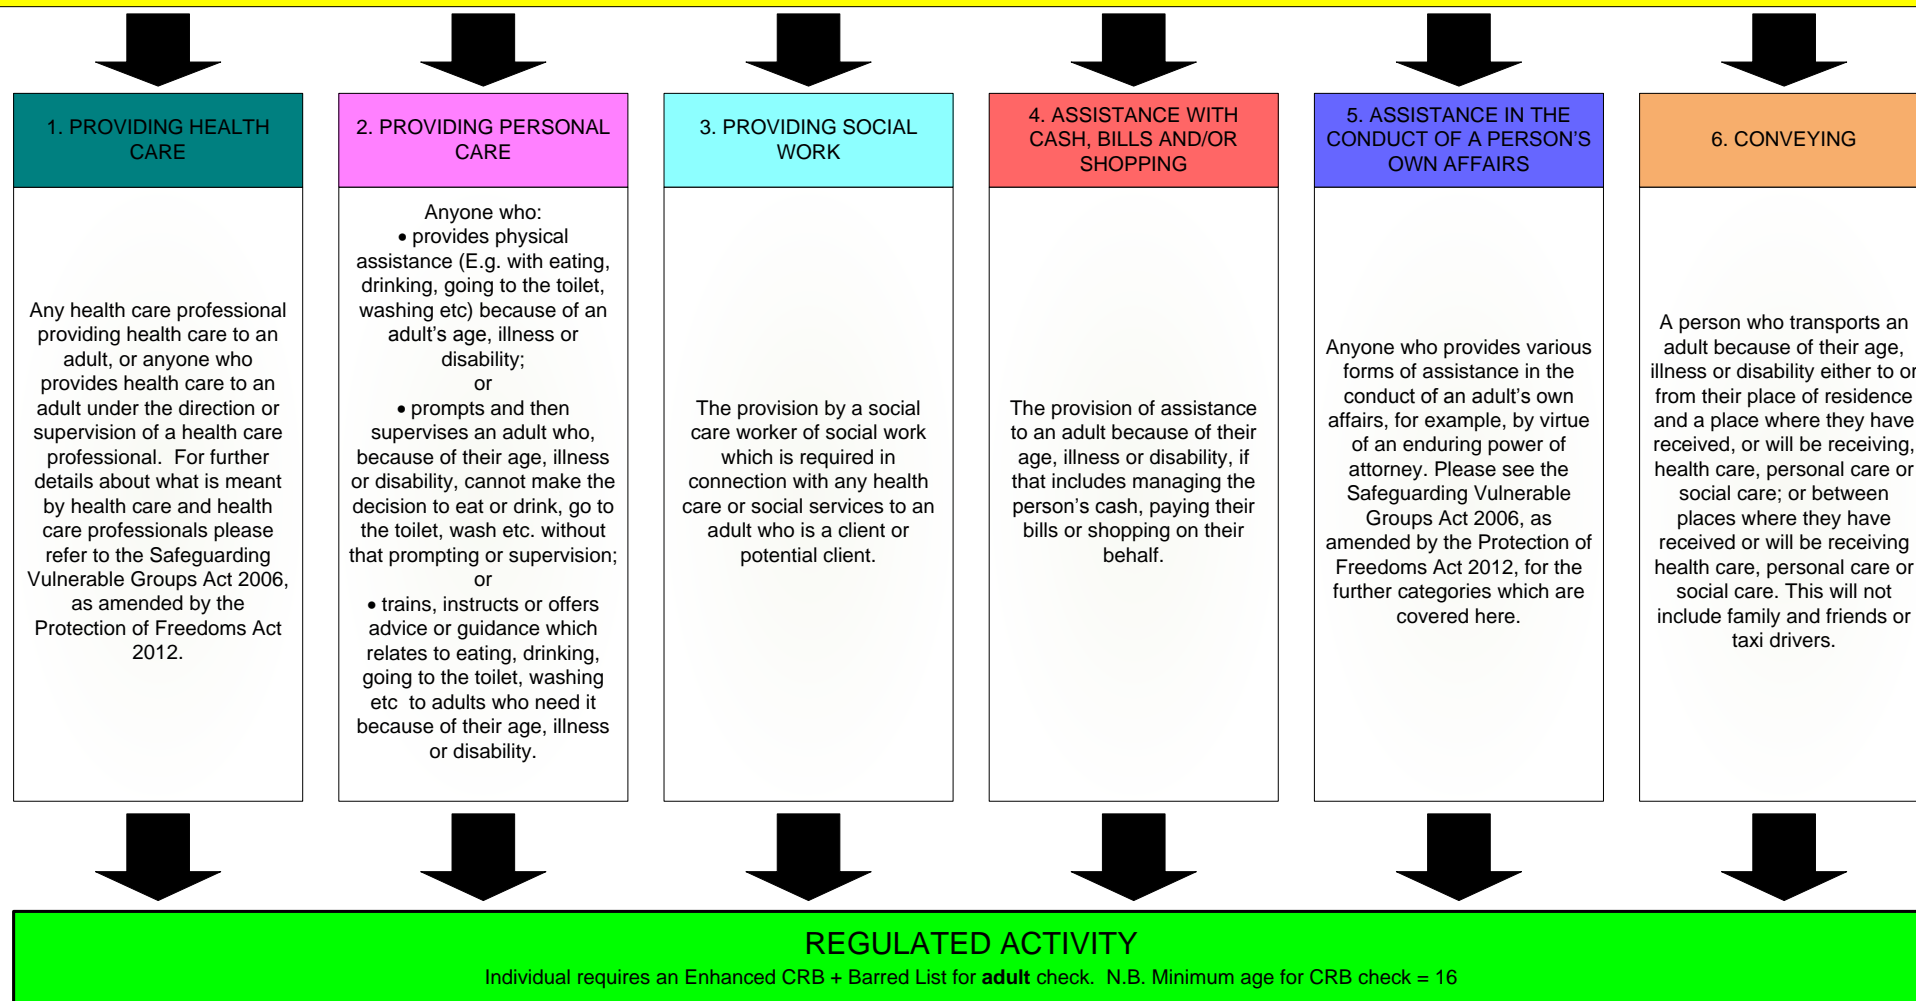 1. PROVIDING HEALTH
CARE
Any health care professional
providing health care to an
adult, or anyone who
provides health care to an
adult under the direction or
supervision of a health care
professional.  For further
details about what is meant
by health care and health
care professionals please
refer to the Safeguarding
Vulnerable Groups Act 2006,
as amended by the
Protection of Freedoms Act
2012.
2. PROVIDING PERSONAL
CARE
Anyone who:
• provides physical
assistance (E.g. with eating,
drinking, going to the toilet,
washing etc) because of an
adult’s age, illness or
disability;
or
• prompts and then
supervises an adult who,
because of their age, illness
or disability, cannot make the
decision to eat or drink, go to
the toilet, wash etc. without
that prompting or supervision;
or
• trains, instructs or offers
advice or guidance which
relates to eating, drinking,
going to the toilet, washing
etc  to adults who need it
because of their age, illness
or disability.
3. PROVIDING SOCIAL
WORK
The provision by a social
care worker of social work
which is required in
connection with any health
care or social services to an
adult who is a client or
potential client.
4. ASSISTANCE WITH
CASH, BILLS AND/OR
SHOPPING
The provision of assistance
to an adult because of their
age, illness or disability, if
that includes managing the
person’s cash, paying their
bills or shopping on their
behalf.
5. ASSISTANCE IN THE
CONDUCT OF A PERSON’S
OWN AFFAIRS
Anyone who provides various
forms of assistance in the
conduct of an adult’s own
affairs, for example, by virtue
of an enduring power of
attorney. Please see the
Safeguarding Vulnerable
Groups Act 2006, as
amended by the Protection of
Freedoms Act 2012, for the
further categories which are
covered here.
6. CONVEYING
A person who transports an
adult because of their age,
illness or disability either to or
from their place of residence
and a place where they have
received, or will be receiving,
health care, personal care or
social care; or between
places where they have
received or will be receiving
health care, personal care or
social care. This will not
include family and friends or
taxi drivers.
REGULATED ACTIVITY
Individual requires an Enhanced CRB + Barred List for adult check.  N.B. Minimum age for CRB check = 16